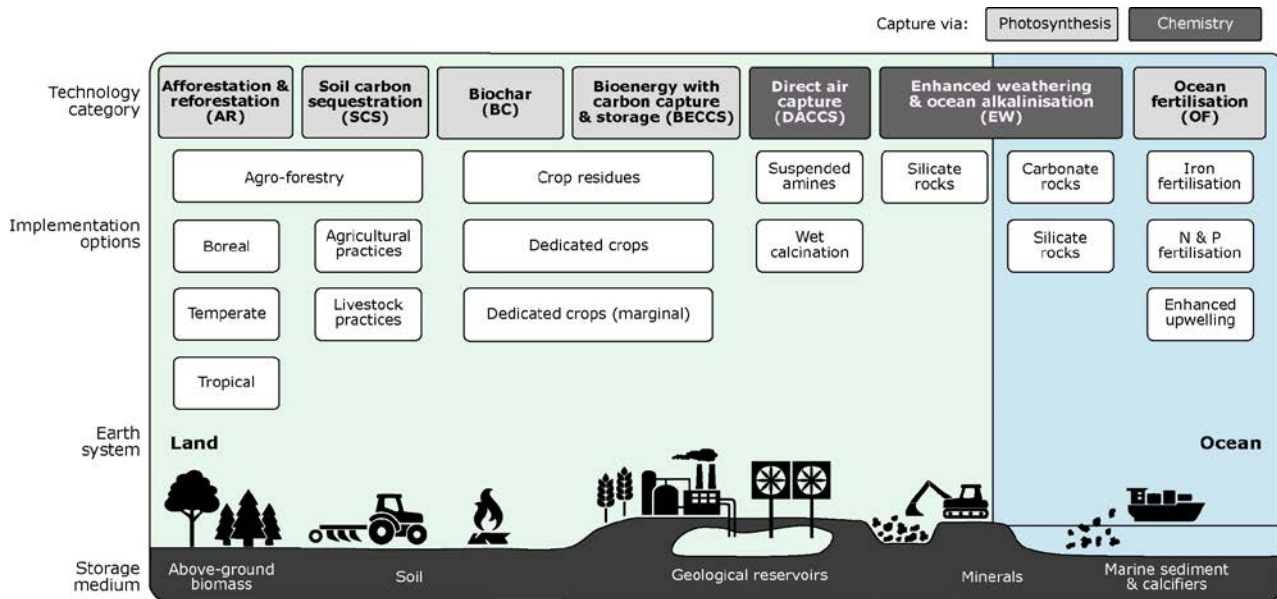 Capture via:
Photosynthesis
Chemistry
Technology
category
Afforestation &
reforestation
(AR)
Soil carbon
sequestration
(SCS)
Biochar
(BC)
Bioenergy with
carbon capture
& storage (BECCS)
Direct air
capture
(DACCS)
Enhanced weathering
& ocean alkalinisation
(EW)
Ocean
fertilisation
(OF)
Implementation
options
Agro-forestry
Crop residues
Suspended
amines
Silicate
rocks
Carbonate
rocks
Iron
fertilisation
Boreal
Agricultural
practices
Dedicated crops
Wet
calcination
Silicate
rocks
N & P
fertilisation
Temperate
Livestock
practices
Dedicated crops (marginal)
Enhanced
upwelling
Tropical
Earth
system
Land
Ocean
Storage
medium
Above-ground
biomass
Soil
Geological reservoirs
Minerals
Marine sediment
& calcifiers